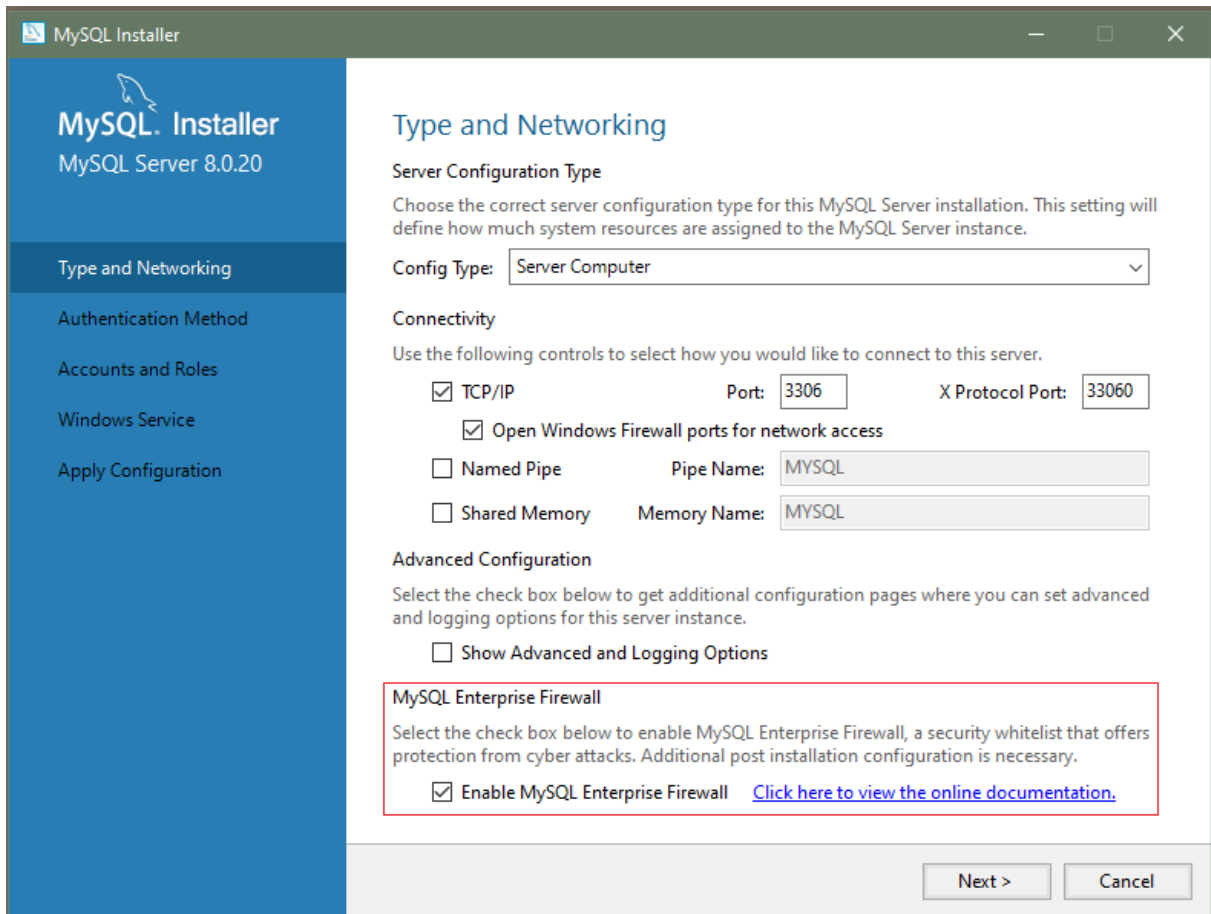 MySQL Installer
MySQL. Installer
MySQL Server 8.0.20
Type and Networking
Authentication Method
Accounts and Roles
Windows Service
Apply Configuration
Type and Networking
Server Configuration Type
Choose the correct server configuration type for this MySQL Server installation. This setting will
define how much system resources are assigned to the MySQL Server instance.
Config Type: Server Computer
Connectivity
Use the following controls to select how you would like to connect to this server.
TCP/IP Port: 3306 X Protocol Port: 33060
Open Windows Firewall ports for network access
Named Pipe Pipe Name: MYSQL
Shared Memory Memory Name: MYSQL
Advanced Configuration
Select the check box below to get additional configuration pages where you can set advanced
and logging options for this server instance.
Show Advanced and Logging Options
MySQL Enterprise Firewall
Select the check box below to enable MySQL Enterprise Firewall, a security whitelist that offers
protection from cyber attacks. Additional post installation configuration is necessary.
Enable MySQL Enterprise Firewall Click here to view the online documentation.
Next > Cancel